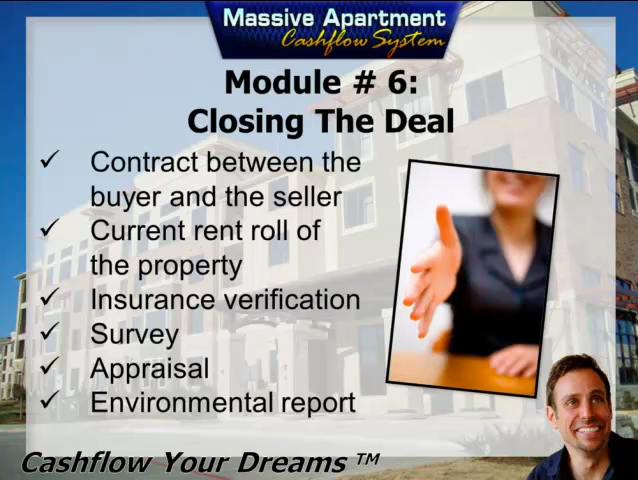 Massive Apartment
Cashflow System
Module # 6:
Closing The Deal
✓ Contract between the
buyer and the seller
✓ Current rent roll of
the property
✓ Insurance verification
✓ Survey
✓ Appraisal
✓ Environmental report
Cashflow Your Dreams ™